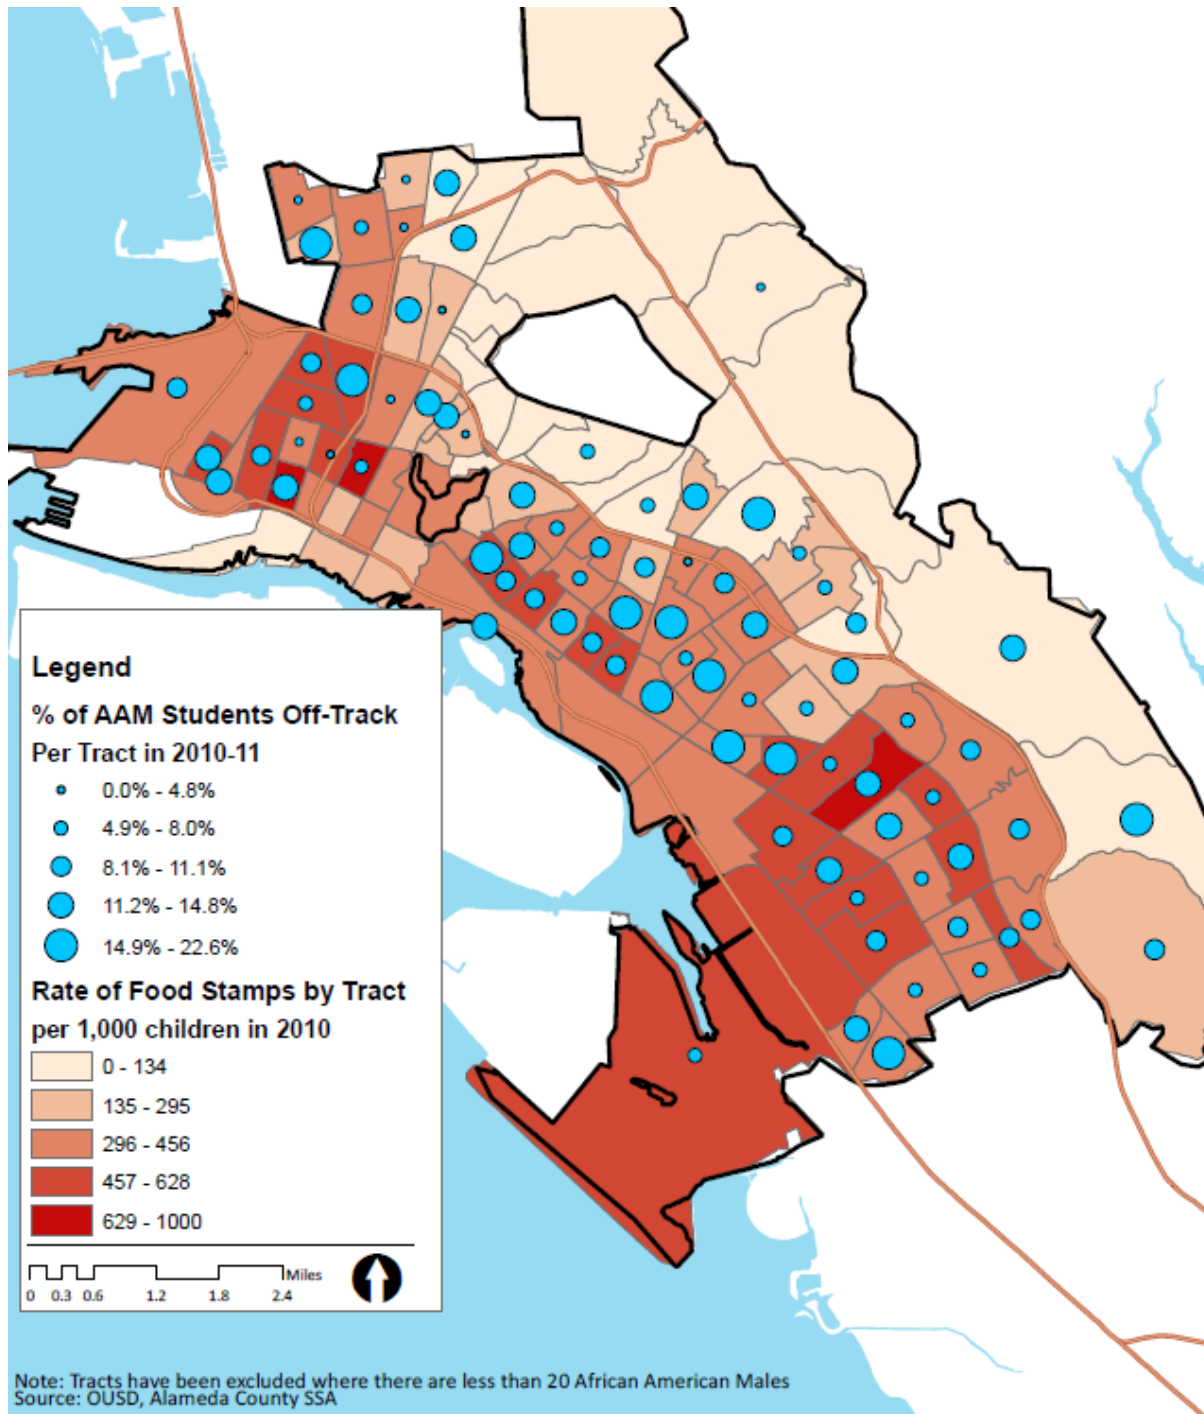 Legend
% of AAM Students Off-Track
Per Tract in 2010-11
0.0% - 4.8%
4.9% - 8.0%
8.1% - 11.1%
11.2% - 14.8%
14.9% - 22.6%
Rate of Food Stamps by Tract
per 1,000 children in 2010
0 - 134
135 - 295
296 - 456
457 - 628
629 - 1000
Miles
0 0.3 0.6 1.2 1.8 2.4
Note: Tracts have been excluded where there are less than 20 African American Males
Source: OUSD, Alameda County SSA